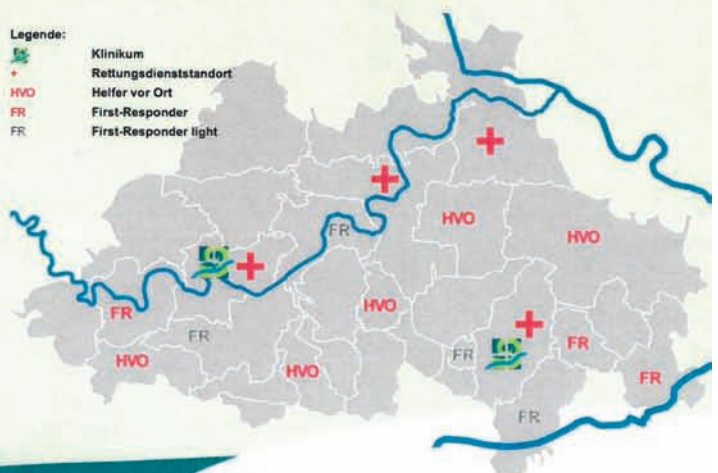 Legende:
Klinikum
+ Rettungsdienststandort
HVO Helfer vor Ort
FR First-Responder
FR First-Responder light
FR
HVO
HVO
HVO
FR
FR
FR
FR
HVO
HVO
FR
FR